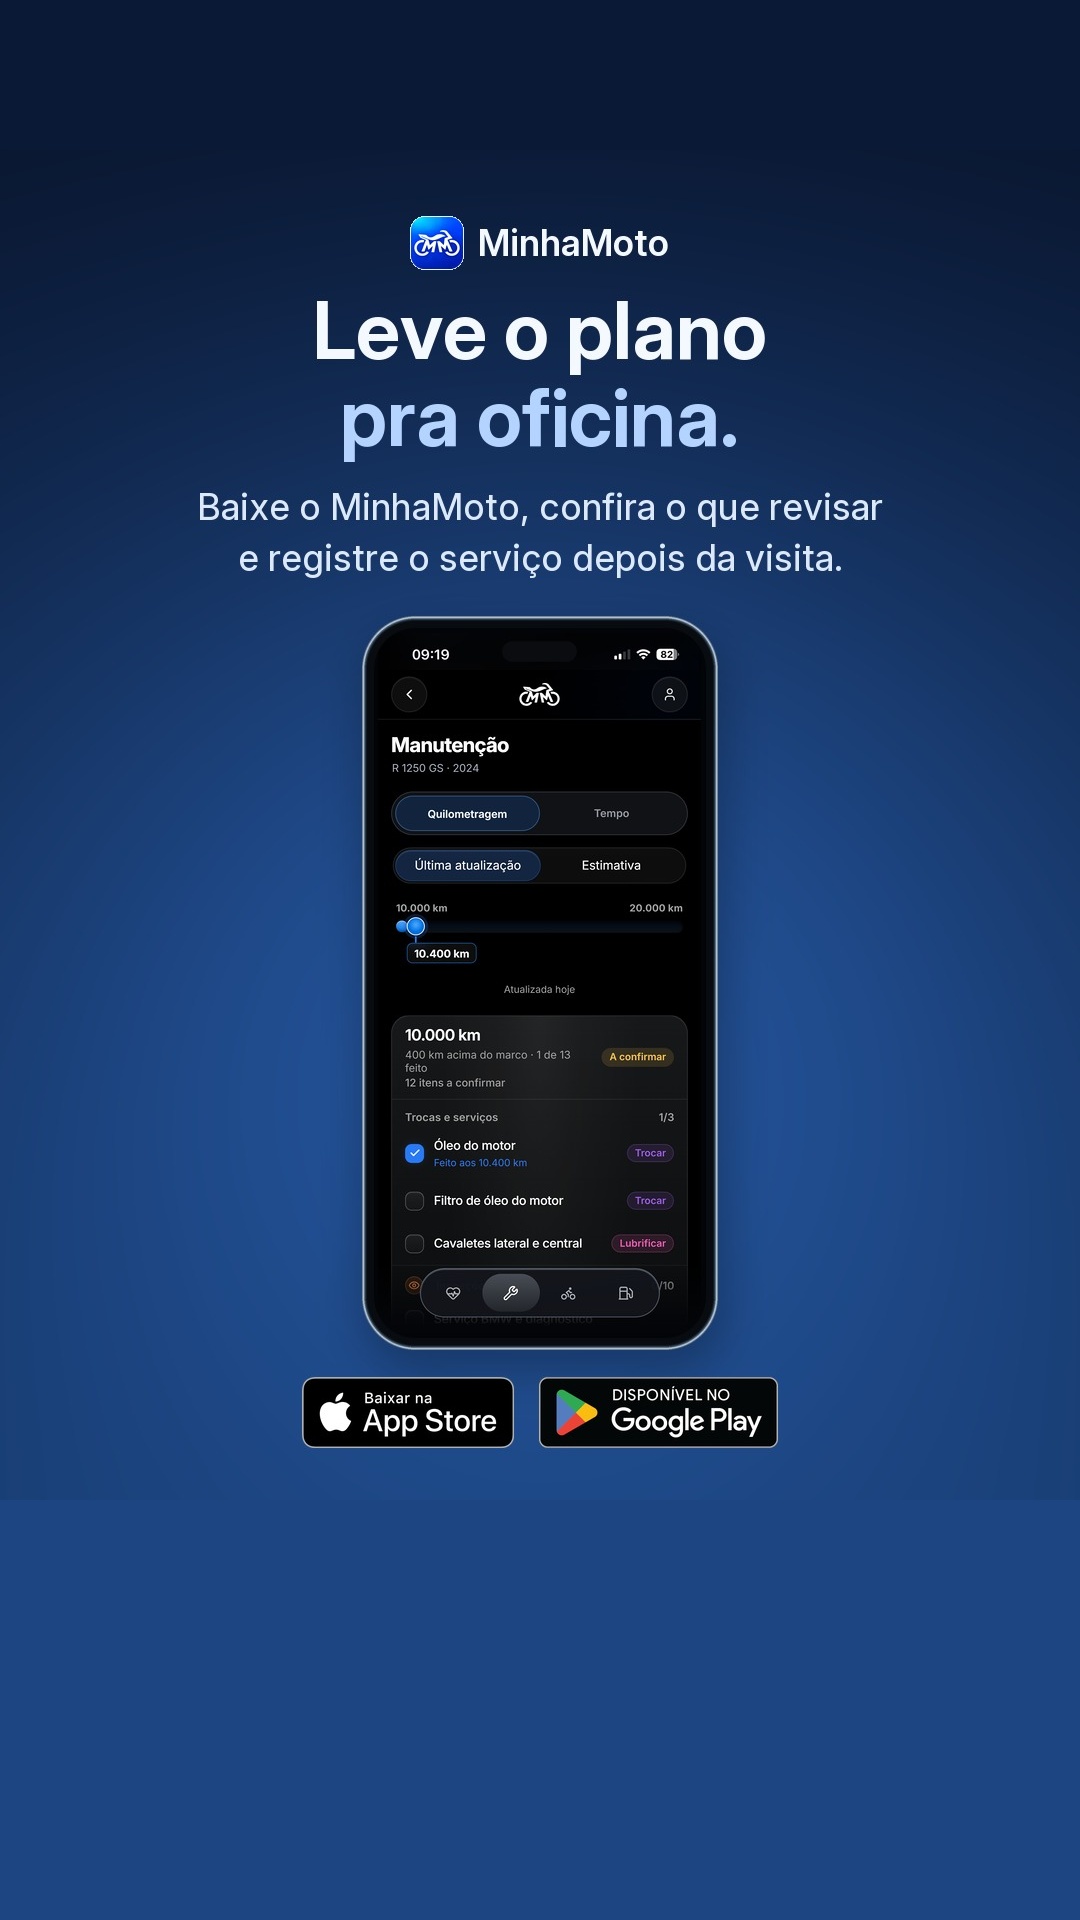 MinhaMoto
Leve o plano
pra oficina.
Baixe o MinhaMoto, confira o que revisar
e registre o serviço depois da visita.
09:19
82
MM
Manutenção
R 1250 GS · 2024
Quilometragem
Tempo
Última atualização
Estimativa
10.000 km
20.000 km
10.400 km
Atualizada hoje
10.000 km
400 km acima do marco · 1 de 13
feito
12 itens a confirmar
A confirmar
Trocas e serviços
1/3
Óleo do motor
Feito aos 10.400 km
Trocar
Filtro de óleo do motor
Trocar
Cavaletes lateral e central
Lubrificar
/10
Serviço BMW e diagnóstico
Baixar na
App Store
DISPONÍVEL NO
Google Play